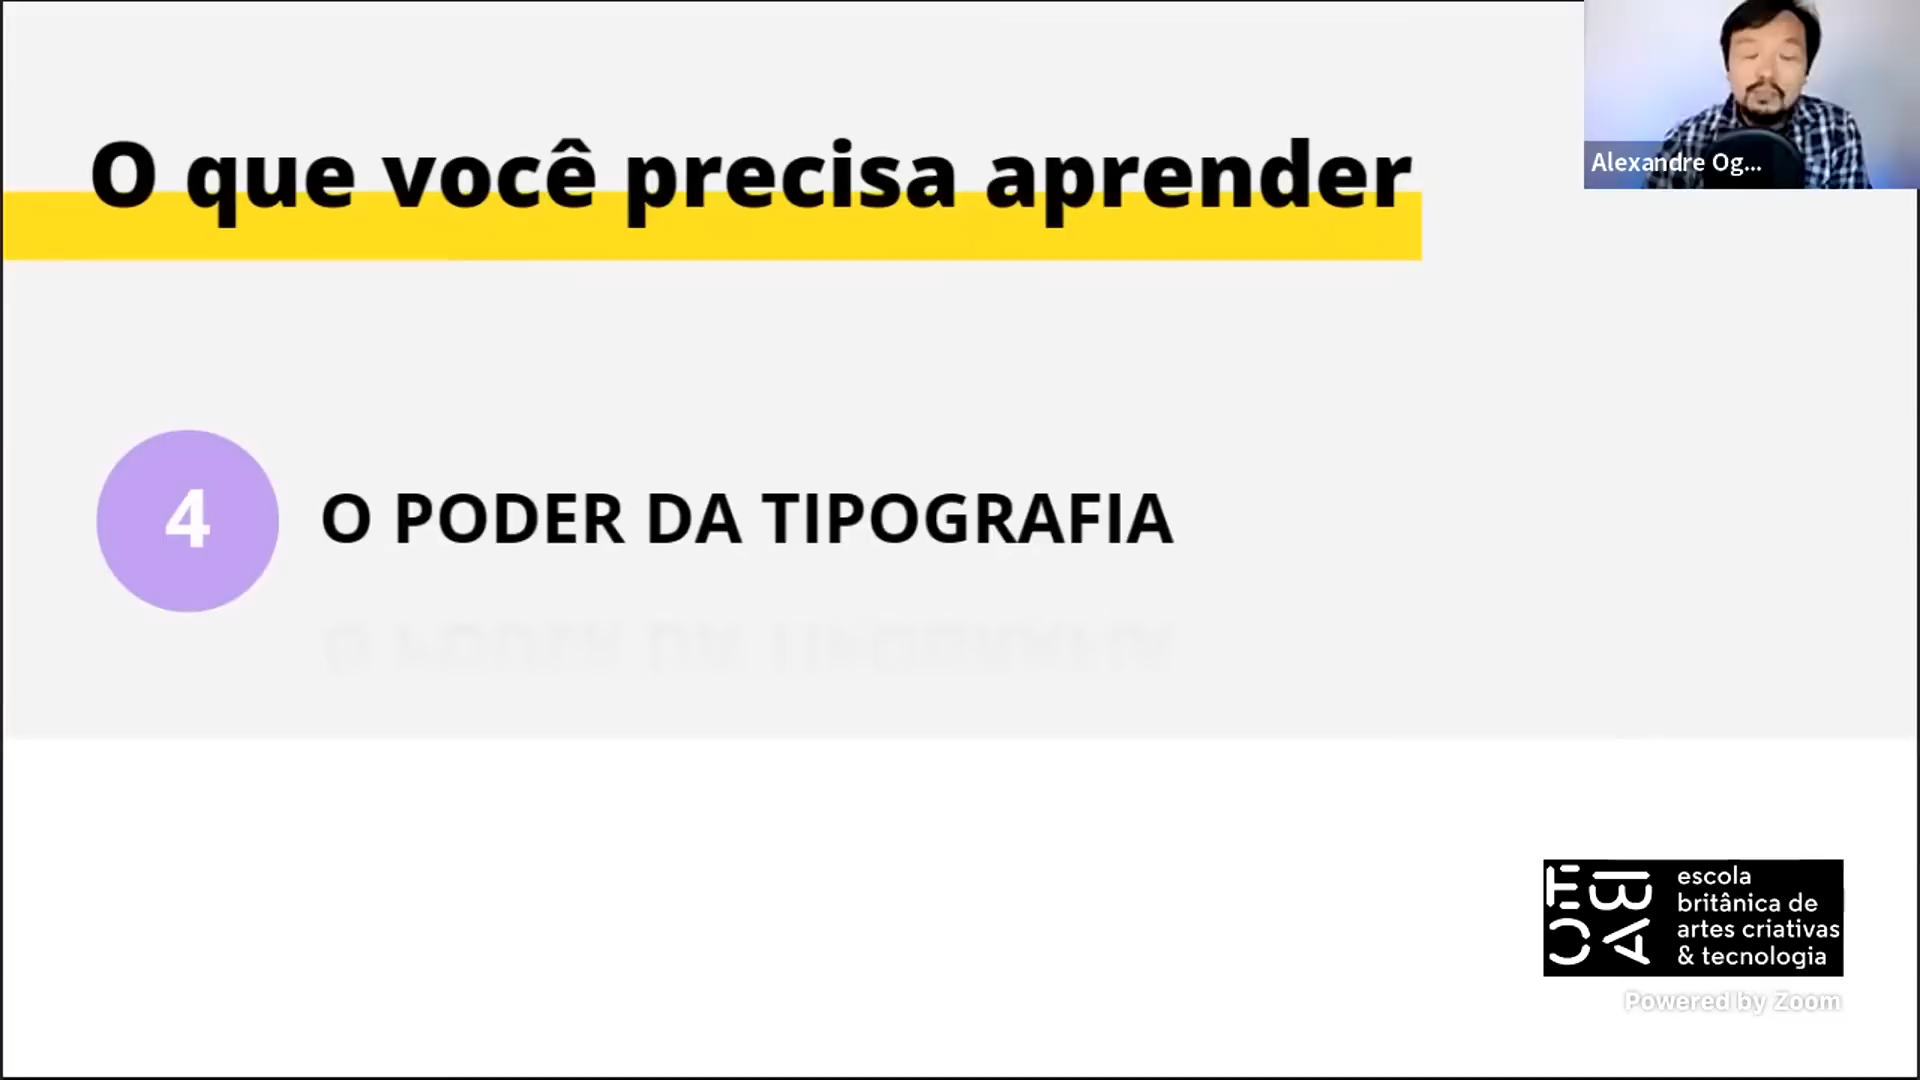 O que você precisa aprender
Alexandre Og...
4
O PODER DA TIPOGRAFIA
EBAC
escola
britânica de
artes criativas
& tecnologia
Powered by Zoom